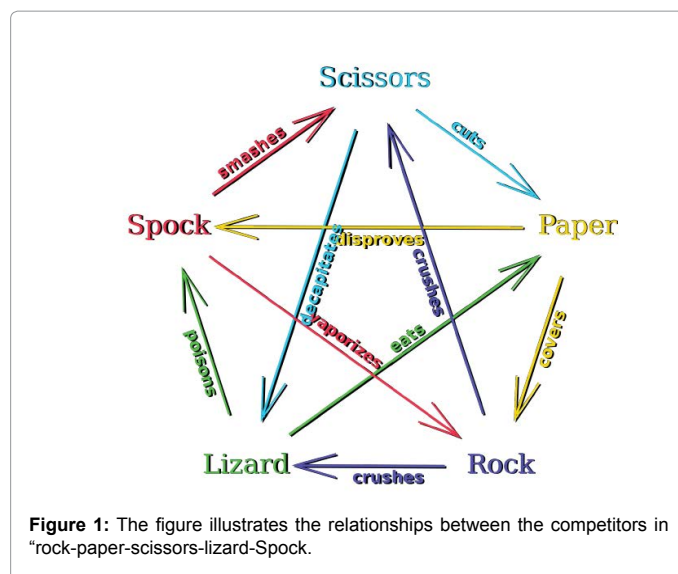 Scissors
smashes
cuts
Spock
disproves
Paper
decapitates
crushes
vaporizes
eats
poisons
covers
Lizard
crushes
Rock
Figure 1: The figure illustrates the relationships between the competitors in
“rock-paper-scissors-lizard-Spock.